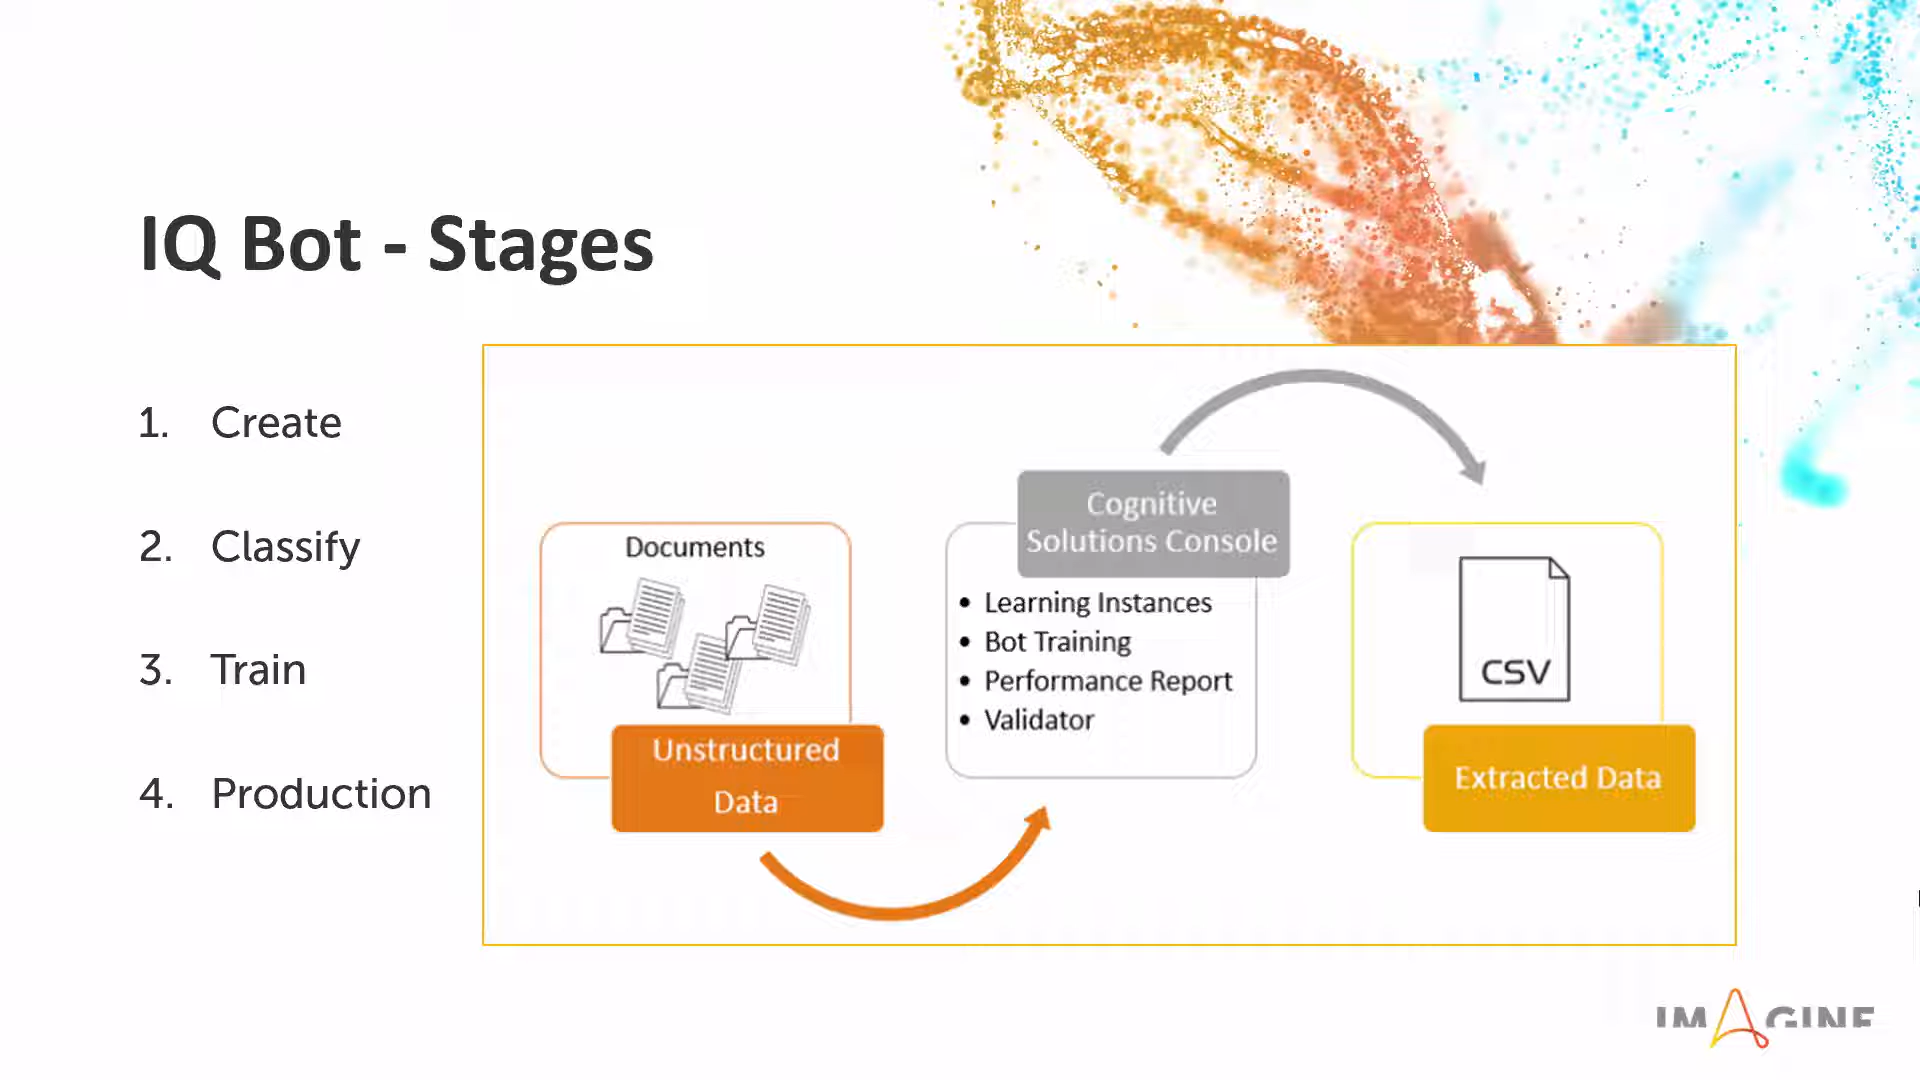 IQ Bot - Stages
1. Create
2. Classify
3. Train
4. Production
Documents
Unstructured
Data
Cognitive
Solutions Console
• Learning Instances
• Bot Training
• Performance Report
• Validator
CSV
Extracted Data
IMAGINE